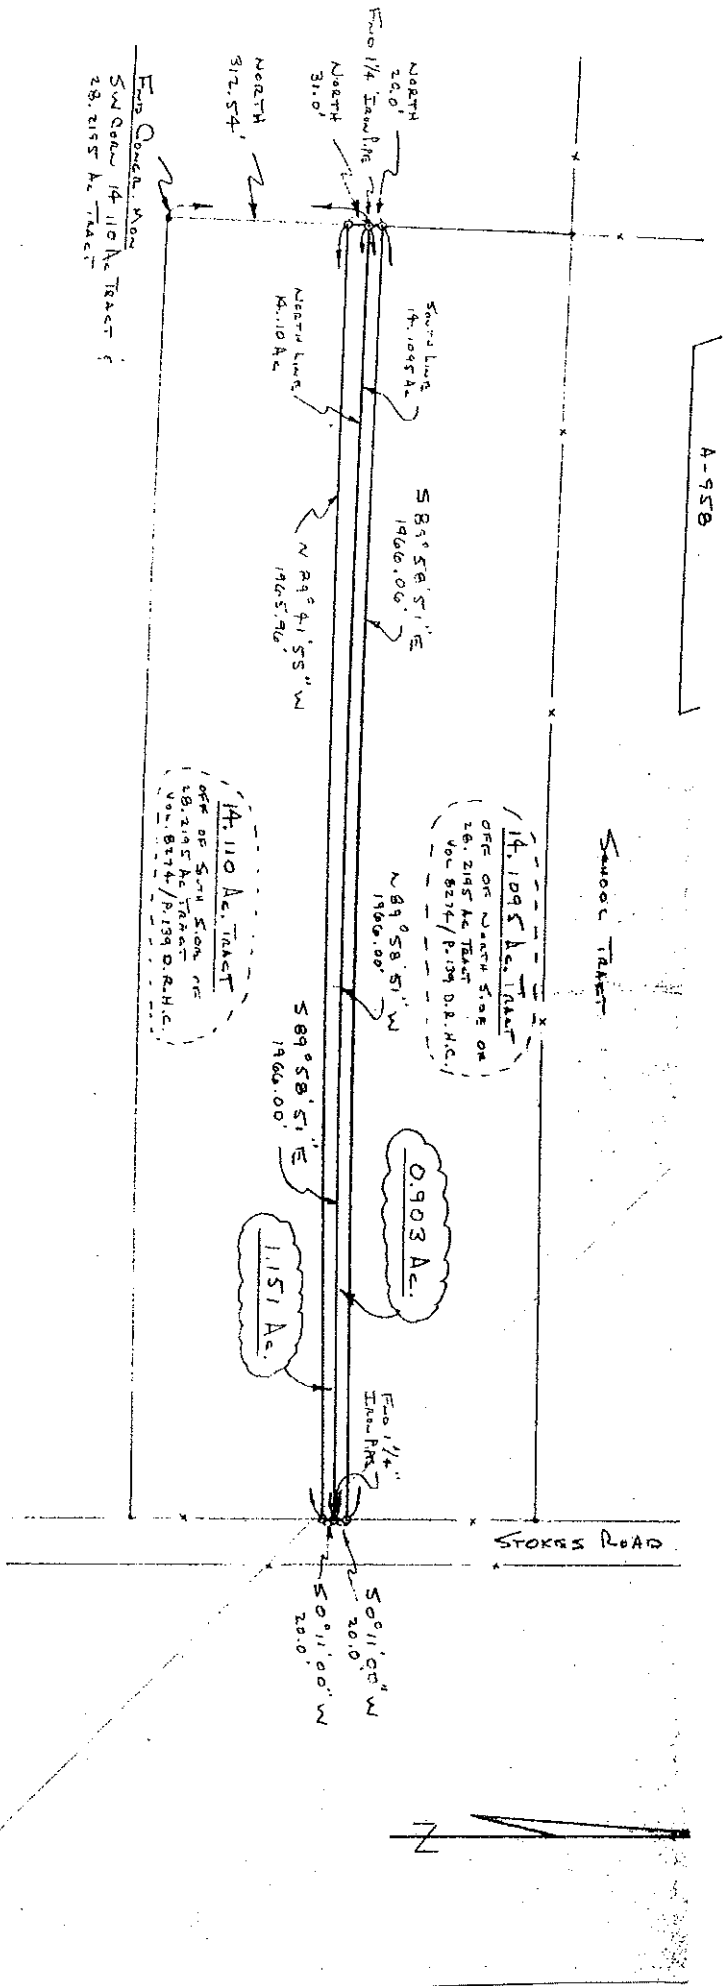 A-958
SCHOOL TRACT
NORTH
20.0'
FND 1 1/4" IRON PIPE
NORTH
31.0'
NORTH
312.54'
FND CONCR. MON
SW CORN 14.110 AC TRACT &
28.2195 AC TRACT
SOUTH LINE
14.1095 AC
NORTH LINE
14.110 AC
S 89° 58' 51" E
1966.06'
N 89° 41' 55" W
1965.96'
14.1095 AC. TRACT
OFF OF NORTH SIDE OF
28.2195 AC TRACT
VOL 8274/P.139 D.R.H.C.
N 89° 58' 51" W
1966.00'
14.110 AC. TRACT
OFF OF SOUTH SIDE OF
28.2195 AC TRACT
VOL. 8274/P.139 D.R.H.C.
S 89° 58' 51" E
1966.00'
0.903 Ac.
1.151 Ac.
FND 1 1/4"
IRON PIPE
STOKES ROAD
S 0° 11' 00" W
20.0'
S 0° 11' 00" W
20.0'
N